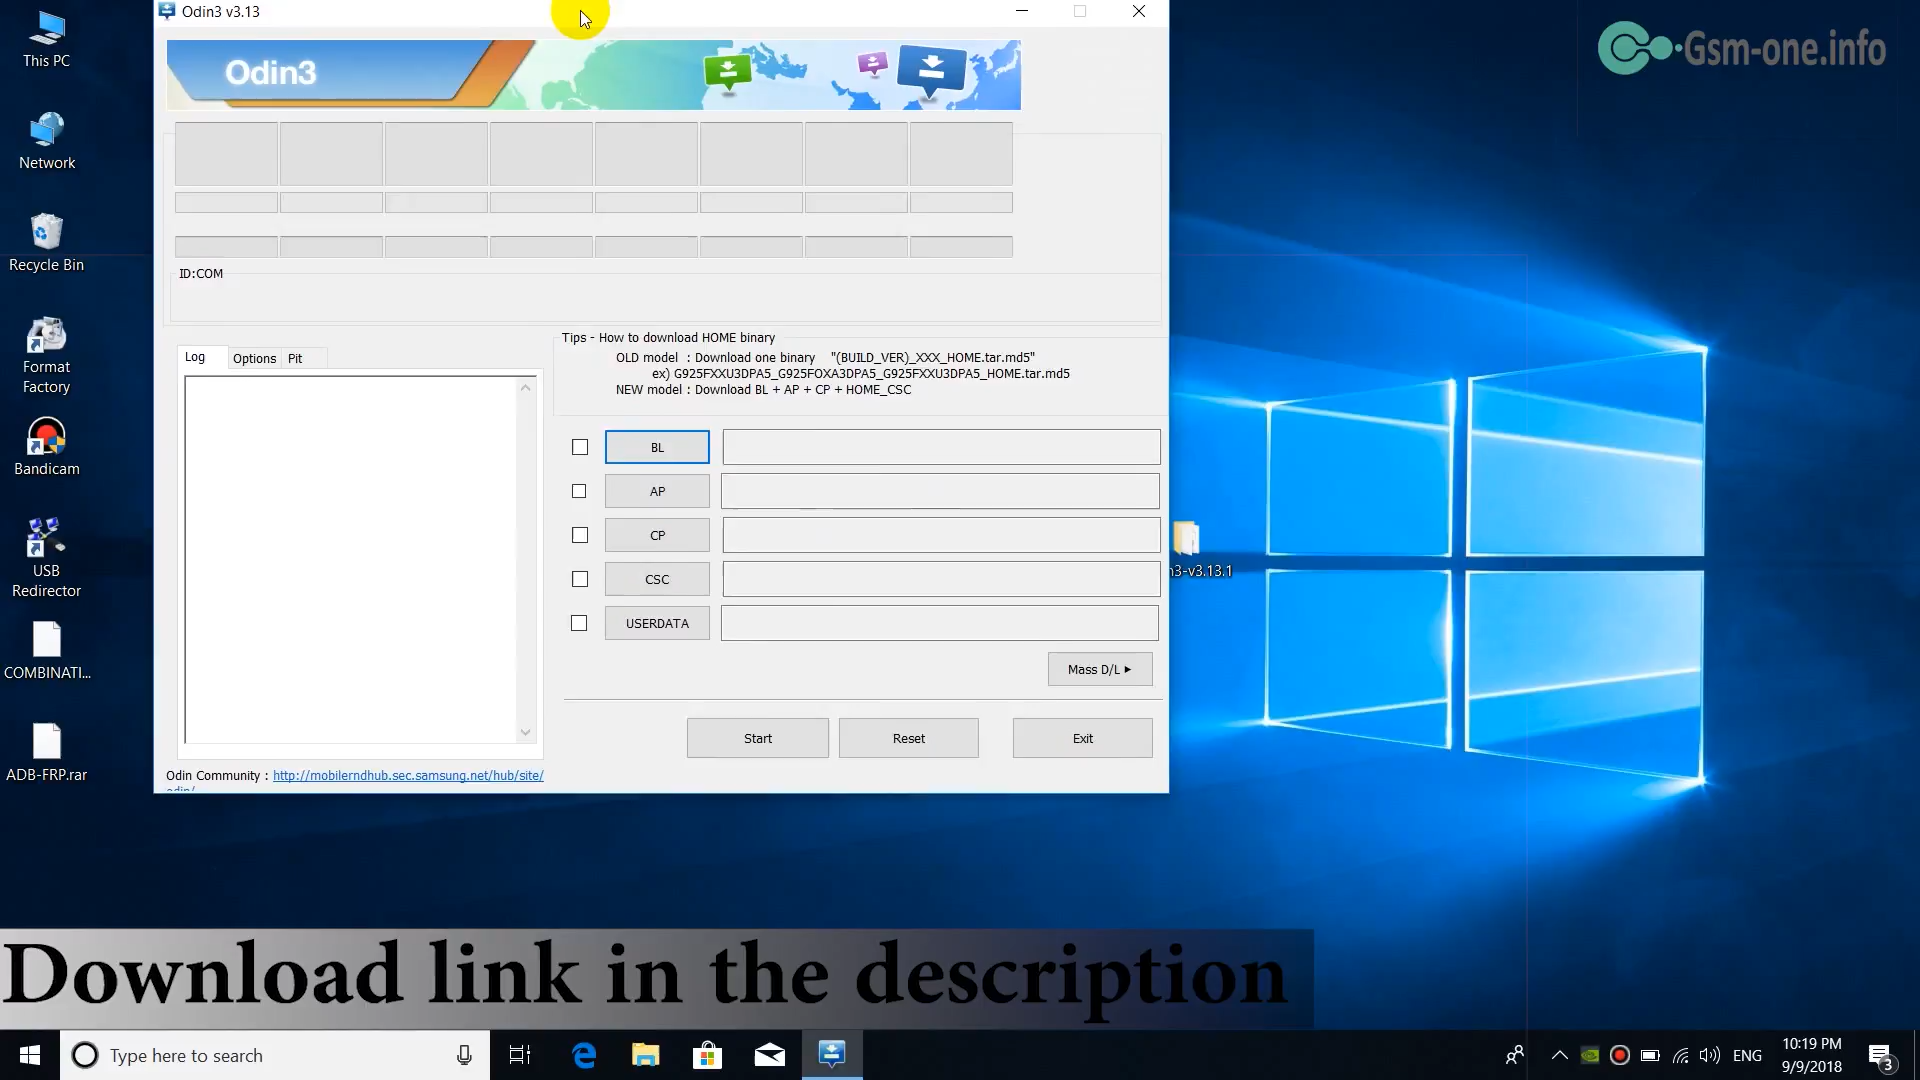 Odin3 v3.13
Odin3
ID:COM
Log
Options
Pit
Tips - How to download HOME binary
OLD model : Download one binary "(BUILD_VER)_XXX_HOME.tar.md5"
ex) G925FXXU3DPA5_G925FOXA3DPA5_G925FXXU3DPA5_HOME.tar.md5
NEW model : Download BL + AP + CP + HOME_CSC
BL
AP
CP
CSC
USERDATA
Mass D/L
Start
Reset
Exit
Odin Community : http://mobilerndhub.sec.samsung.net/hub/site/
odin/
This PC
Network
Recycle Bin
Format
Factory
Bandicam
USB
Redirector
COMBINATI...
ADB-FRP.rar
n3-v3.13.1
Gsm-one.info
Download link in the description
Type here to search
ENG
10:19 PM
9/9/2018
3